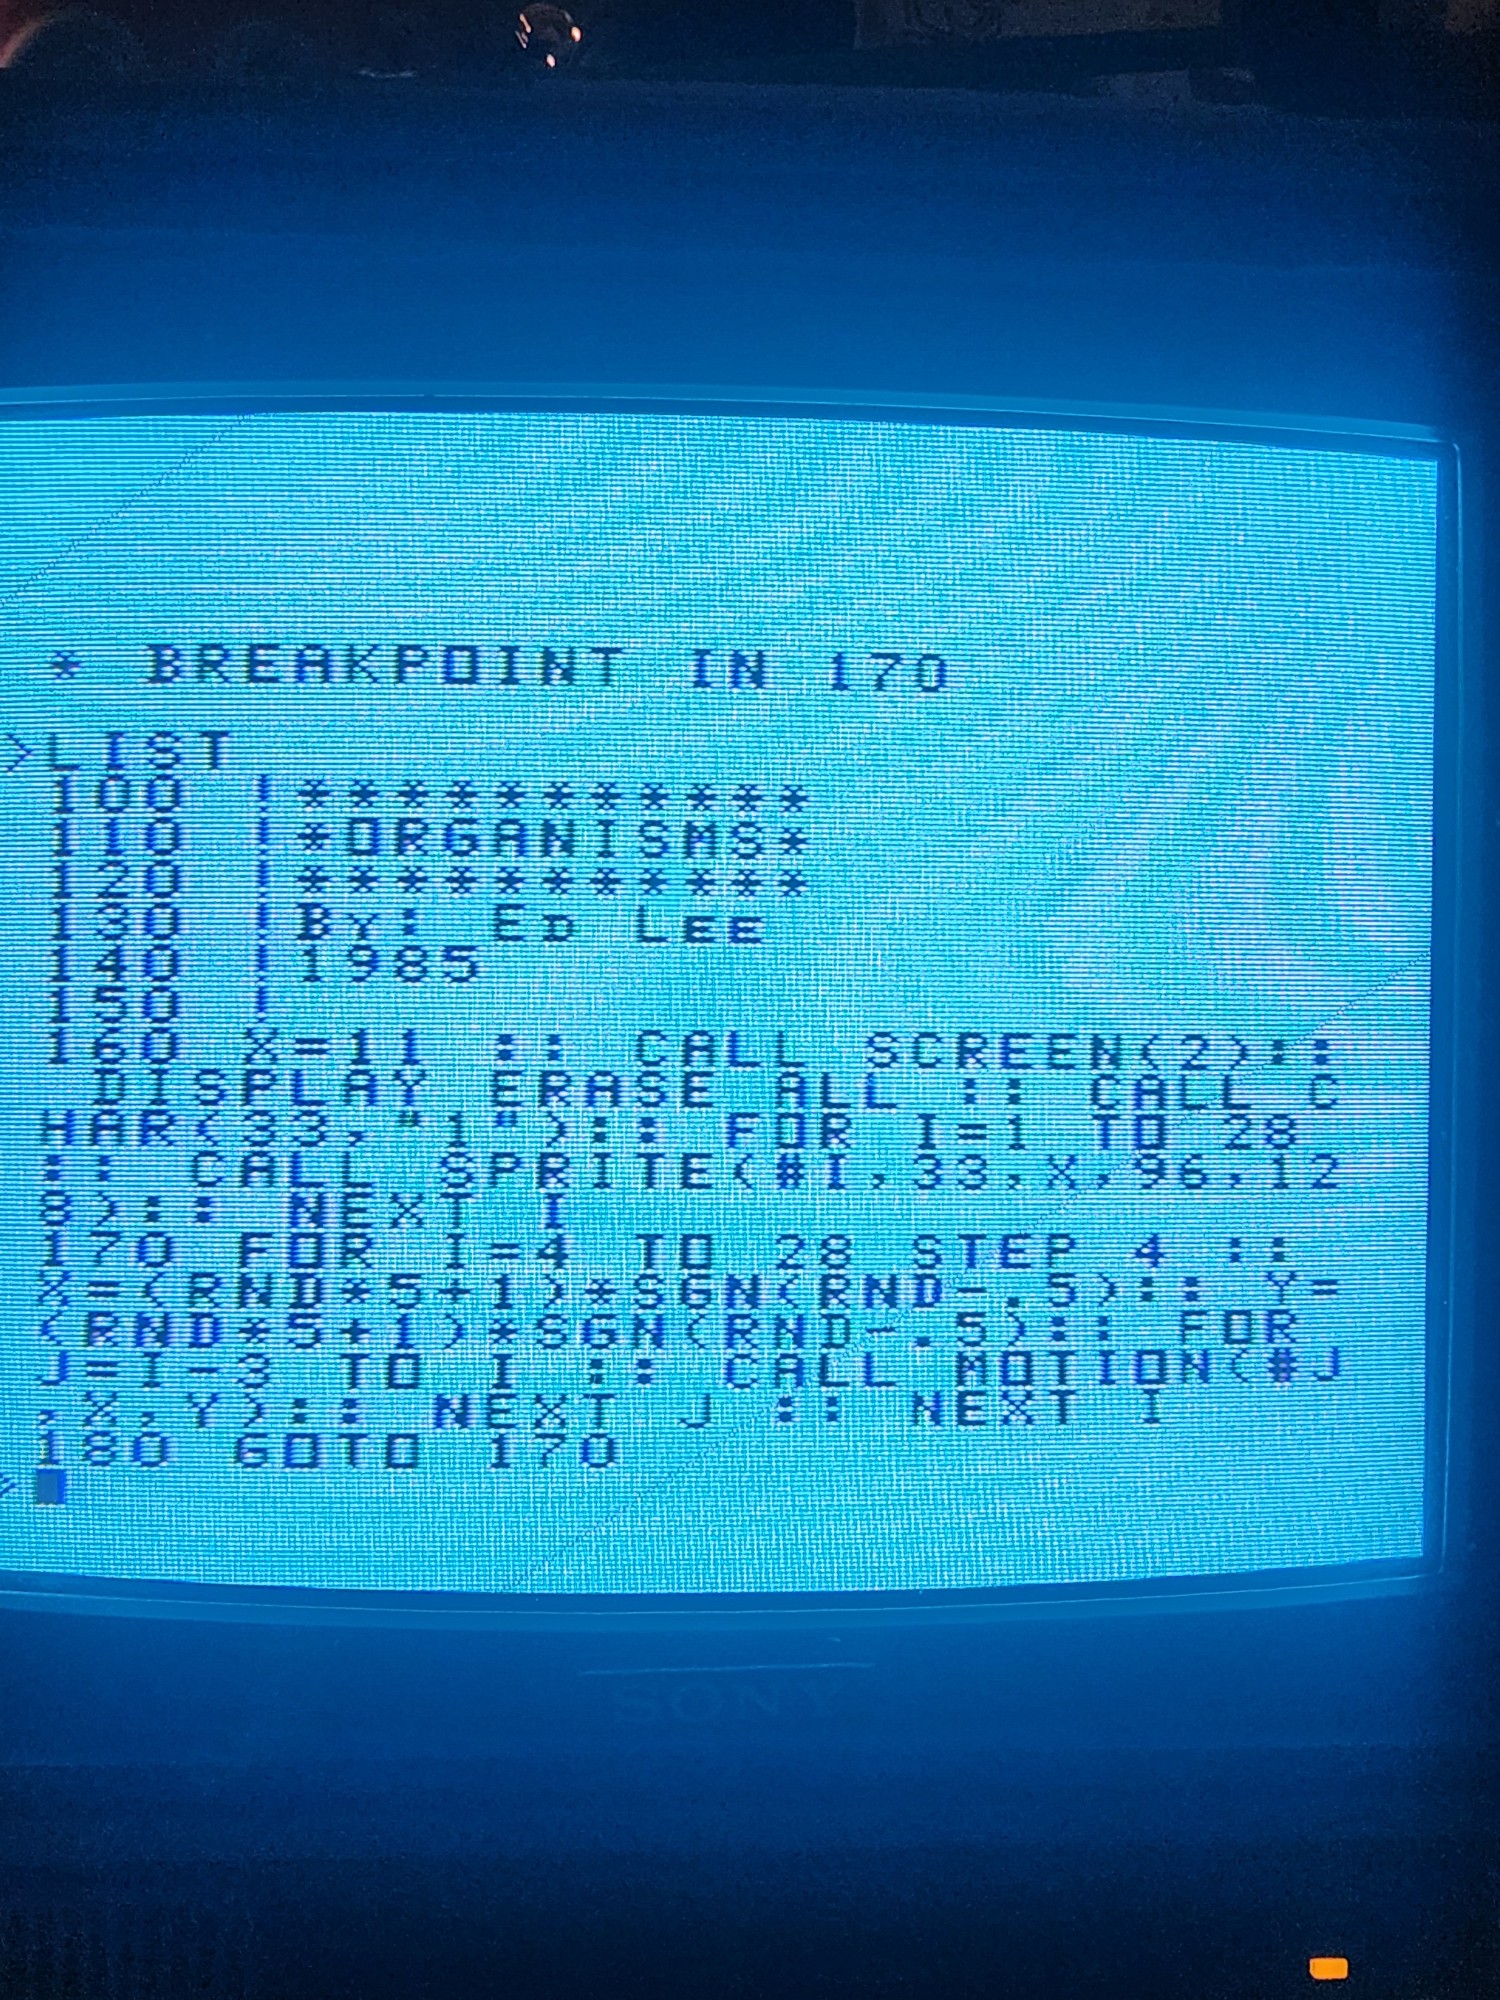 * BREAKPOINT IN 170
>LIST
100 ! ***********
110 ! *ORGANISMS*
120 ! ***********
130 ! By: Ed Lee
140 ! 1985
150 !
160 X=11 :: CALL SCREEN(2)::
DISPLAY ERASE ALL :: CALL C
HAR(33,"1"):: FOR I=1 TO 28
:: CALL SPRITE(#I,33,X,96,12
8):: NEXT I
170 FOR I=4 TO 28 STEP 4 ::
X=(RND*5+1)*SGN(RND-.5):: Y=
(RND*5+1)*SGN(RND-.5):: FOR
J=I-3 TO I :: CALL MOTION(#J
,X,Y):: NEXT J :: NEXT I
180 GOTO 170
>
SONY